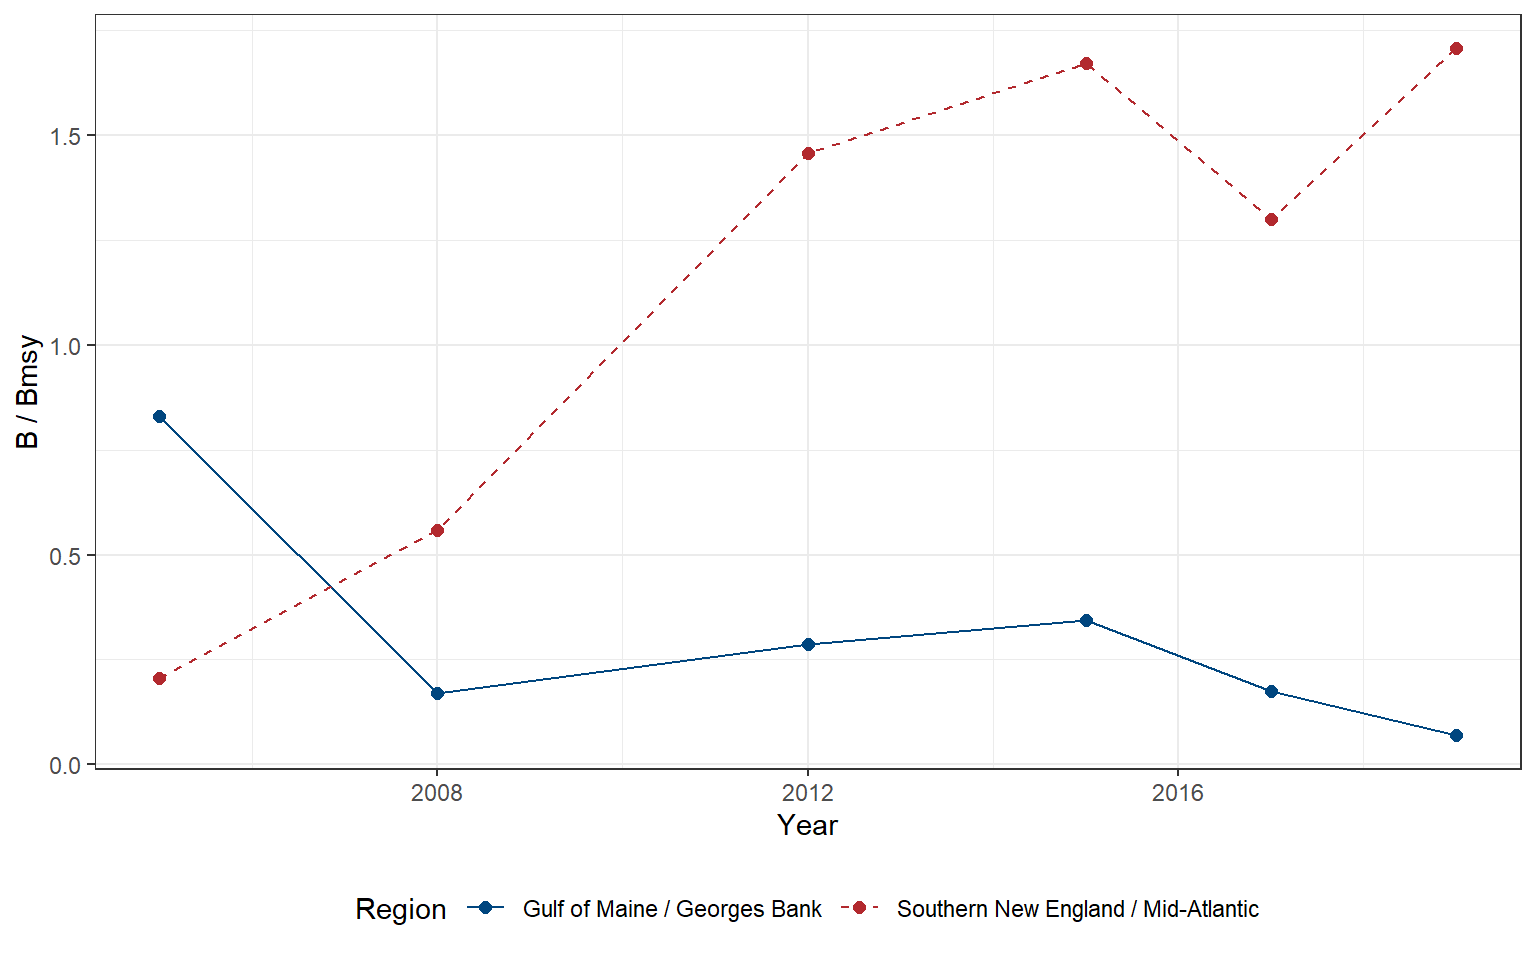 1.5
1.0
0.5
0.0
B / Bmsy
2008 2012 2016
Year
Region Gulf of Maine / Georges Bank Southern New England / Mid-Atlantic